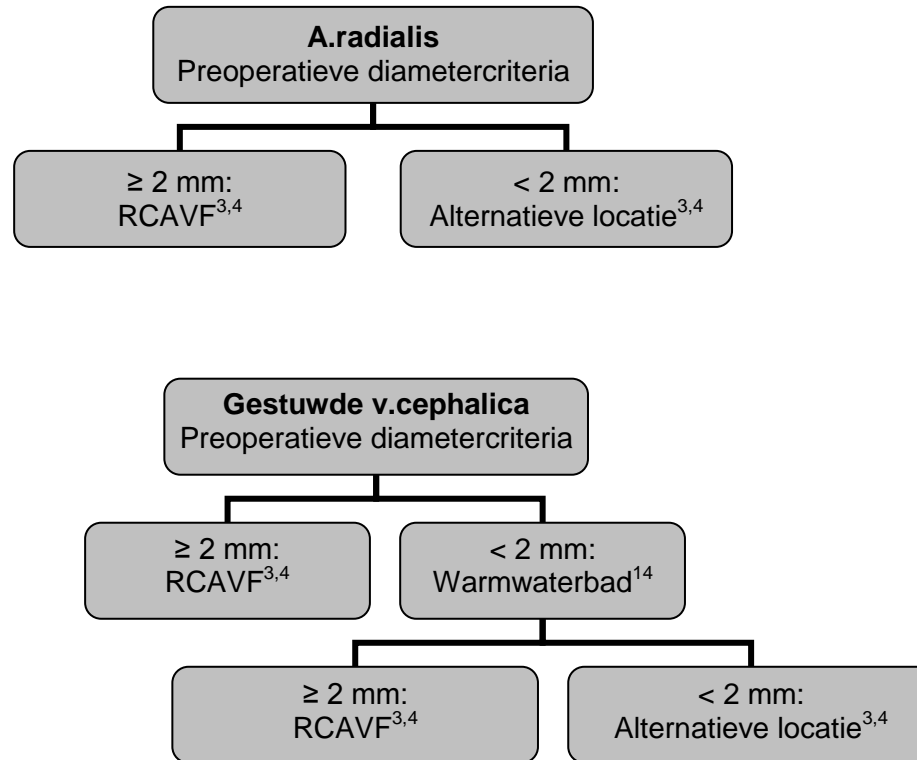 A.radialis
Preoperatieve diametercriteria
≥ 2 mm:
RCAVF3,4
< 2 mm:
Alternatieve locatie3,4
Gestuwde v.cephalica
Preoperatieve diametercriteria
≥ 2 mm:
RCAVF3,4
< 2 mm:
Warmwaterbad14
≥ 2 mm:
RCAVF3,4
< 2 mm:
Alternatieve locatie3,4